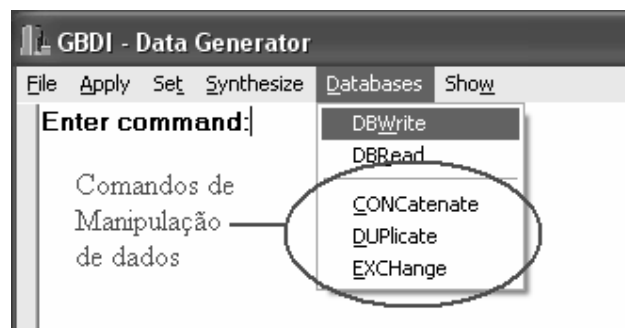 GBDI - Data Generator
File Apply Set Synthesize Databases Show
Enter command:
DBWrite
DBRead
CONCatenate
DUPlicate
EXCHange
Comandos de
Manipulação
de dados